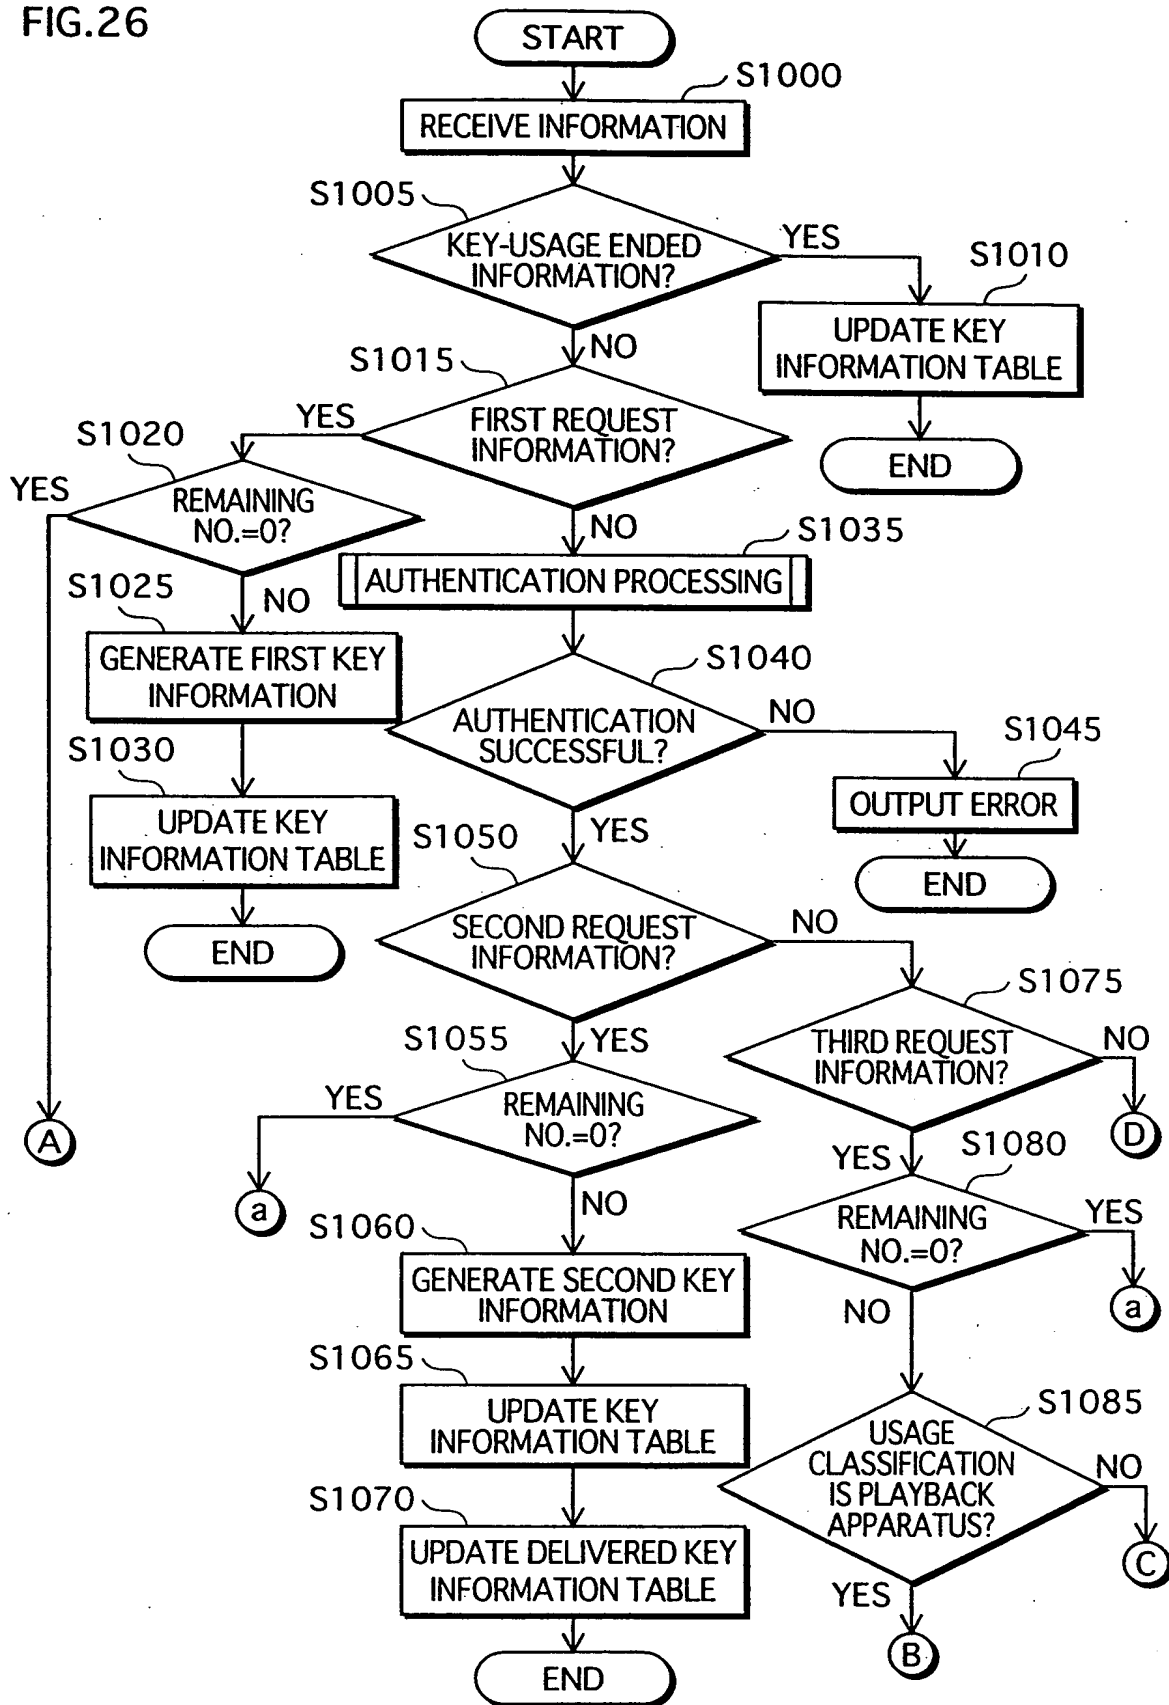 FIG.26
START
S1000
RECEIVE INFORMATION
S1005
KEY-USAGE ENDED
INFORMATION?
YES
S1010
UPDATE KEY
INFORMATION TABLE
END
NO
S1015
FIRST REQUEST
INFORMATION?
YES
S1020
YES
REMAINING
NO.=0?
A
NO
S1025
GENERATE FIRST KEY
INFORMATION
S1030
UPDATE KEY
INFORMATION TABLE
END
NO
S1035
AUTHENTICATION PROCESSING
S1040
AUTHENTICATION
SUCCESSFUL?
NO
S1045
OUTPUT ERROR
END
YES
S1050
SECOND REQUEST
INFORMATION?
NO
YES
S1055
REMAINING
NO.=0?
YES
a
NO
S1060
GENERATE SECOND KEY
INFORMATION
S1065
UPDATE KEY
INFORMATION TABLE
S1070
UPDATE DELIVERED KEY
INFORMATION TABLE
END
S1075
THIRD REQUEST
INFORMATION?
NO
D
YES
S1080
REMAINING
NO.=0?
YES
a
NO
S1085
USAGE
CLASSIFICATION
IS PLAYBACK
APPARATUS?
NO
C
YES
B